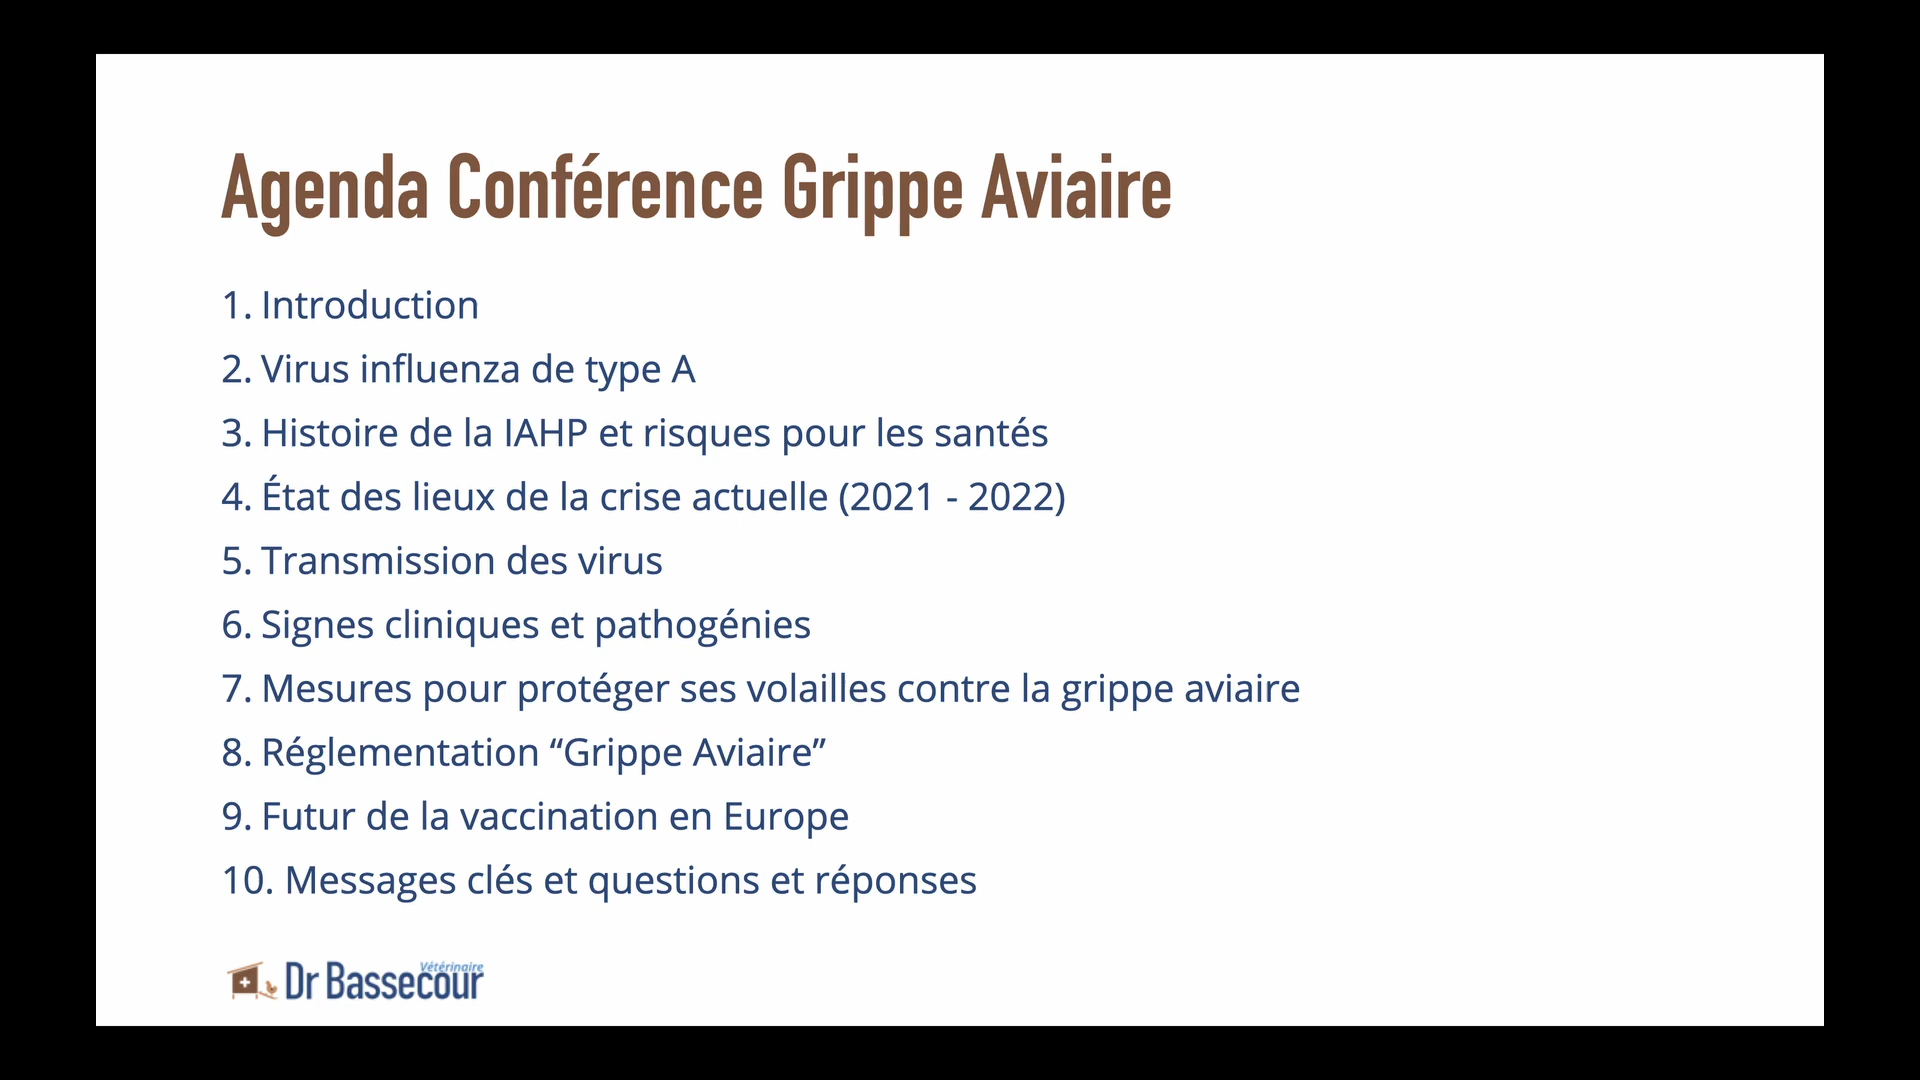 Agenda Conférence Grippe Aviaire
1. Introduction
2. Virus influenza de type A
3. Histoire de la IAHP et risques pour les santés
4. État des lieux de la crise actuelle (2021 - 2022)
5. Transmission des virus
6. Signes cliniques et pathogénies
7. Mesures pour protéger ses volailles contre la grippe aviaire
8. Réglementation “Grippe Aviaire”
9. Futur de la vaccination en Europe
10. Messages clés et questions et réponses
Vétérinaire
Dr Bassecour